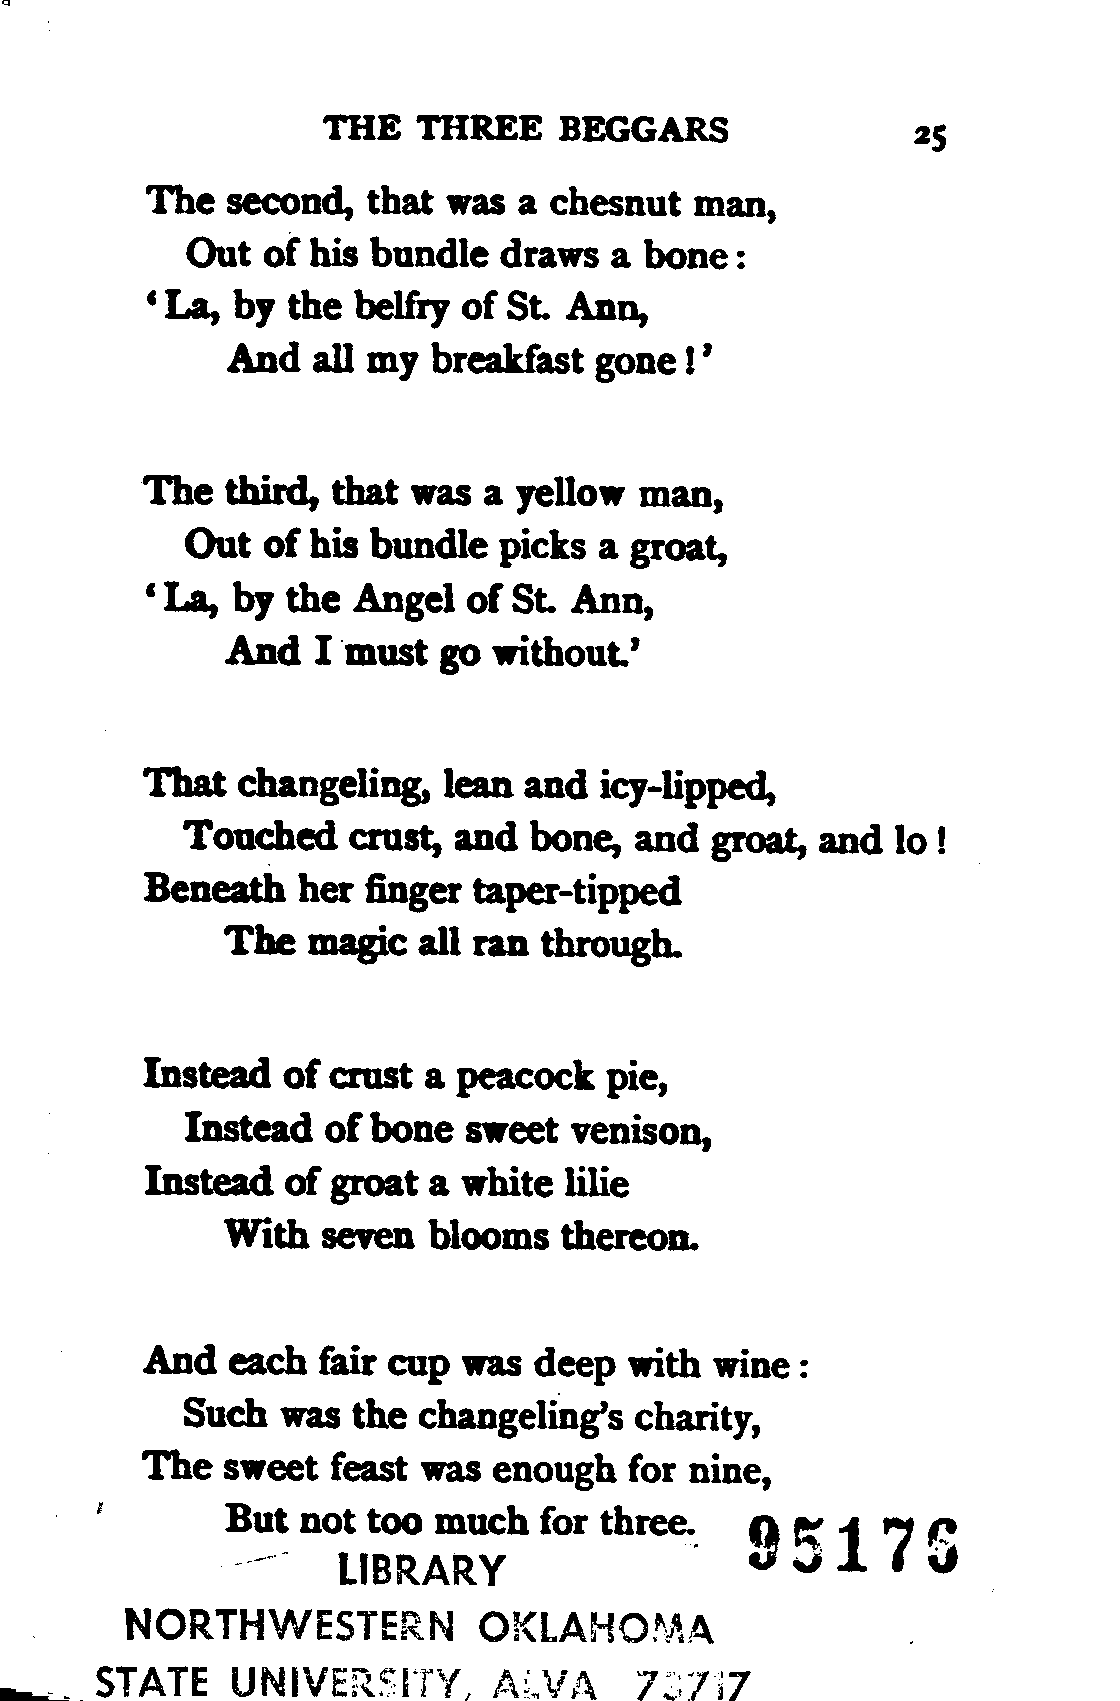 THE THREE BEGGARS 25
The second, that was a chesnut man,
Out of his bundle draws a bone:
‘La, by the belfry of St. Ann,
And all my breakfast gone!’
The third, that was a yellow man,
Out of his bundle picks a groat,
‘La, by the Angel of St. Ann,
And I must go without.’
That changeling, lean and icy-lipped,
Touched crust, and bone, and groat, and lo!
Beneath her finger taper-tipped
The magic all ran through.
Instead of crust a peacock pie,
Instead of bone sweet venison,
Instead of groat a white lilie
With seven blooms thereon.
And each fair cup was deep with wine:
Such was the changeling’s charity,
The sweet feast was enough for nine,
But not too much for three.
95176
LIBRARY
NORTHWESTERN OKLAHOMA
STATE UNIVERSITY, ALVA 73717